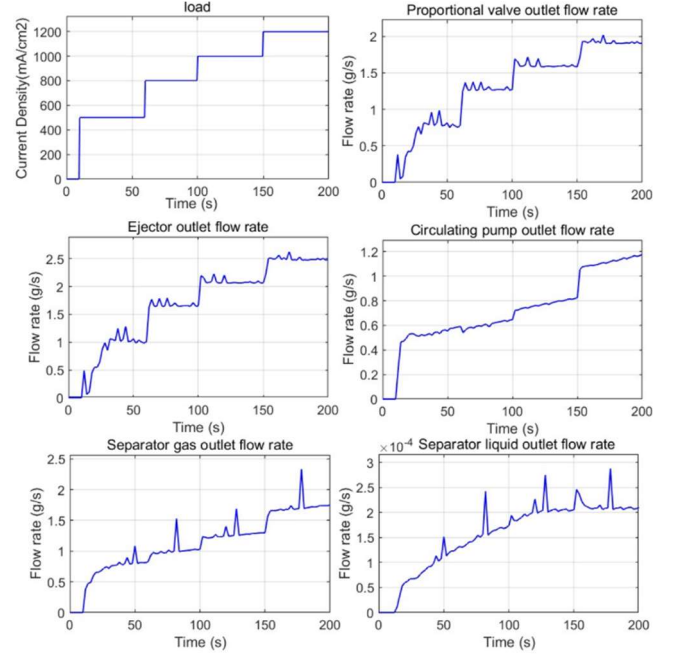 load
Current Density(mA/cm2)
1200
1000
800
600
400
200
0
0 50 100 150 200
Time (s)
Proportional valve outlet flow rate
Flow rate (g/s)
2
1.5
1
0.5
0
0 50 100 150 200
Time (s)
Ejector outlet flow rate
Flow rate (g/s)
2.5
2
1.5
1
0.5
0
0 50 100 150 200
Time (s)
Circulating pump outlet flow rate
Flow rate (g/s)
1.2
1
0.8
0.6
0.4
0.2
0
0 50 100 150 200
Time (s)
Separator gas outlet flow rate
Flow rate (g/s)
2.5
2
1.5
1
0.5
0
0 50 100 150 200
Time (s)
×10-4 Separator liquid outlet flow rate
Flow rate (g/s)
3
2.5
2
1.5
1
0.5
0
0 50 100 150 200
Time (s)